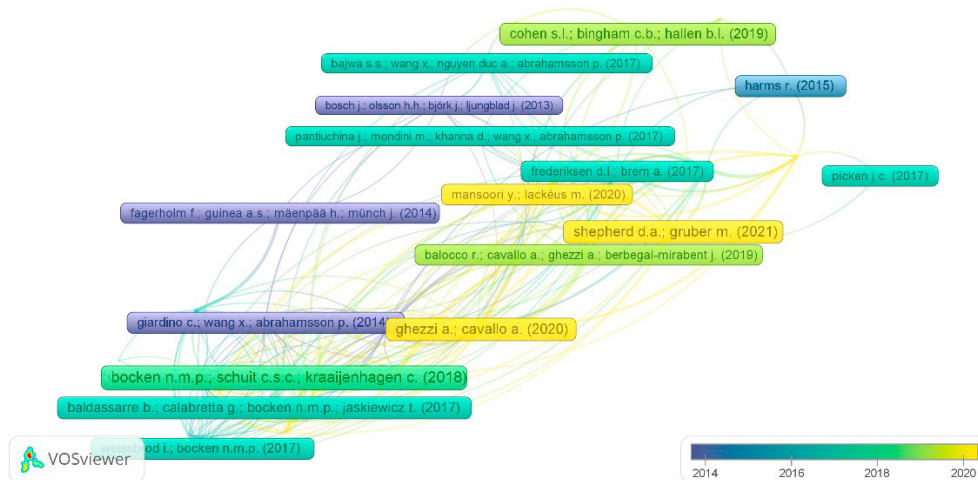 cohen s.l.; bingham c.b.; hallen b.l. (2019)
bajwa s.s.; wang x.; nguyen duc a.; abrahamsson p. (2017)
harms r. (2015)
bosch j.; olsson h.h.; björk j.; ljungblad j. (2013)
pantiuchina j.; mondini m.; khanna d.; wang x.; abrahamsson p. (2017)
frederiksen d.l.; brem a. (2017)
picken j.c. (2017)
mansoori y.; lackéus m. (2020)
fagerholm f.; guinea a.s.; mäenpää h.; münch j. (2014)
shepherd d.a.; gruber m. (2021)
balocco r.; cavallo a.; ghezzi a.; berbegal-mirabent j. (2019)
giardino c.; wang x.; abrahamsson p. (2014)
ghezzi a.; cavallo a. (2020)
bocken n.m.p.; schuit c.s.c.; kraaijenhagen c. (2018)
baldassarre b.; calabretta g.; bocken n.m.p.; jaskiewicz t. (2017)
weissbrod i.; bocken n.m.p. (2017)
VOSviewer
2014 2016 2018 2020